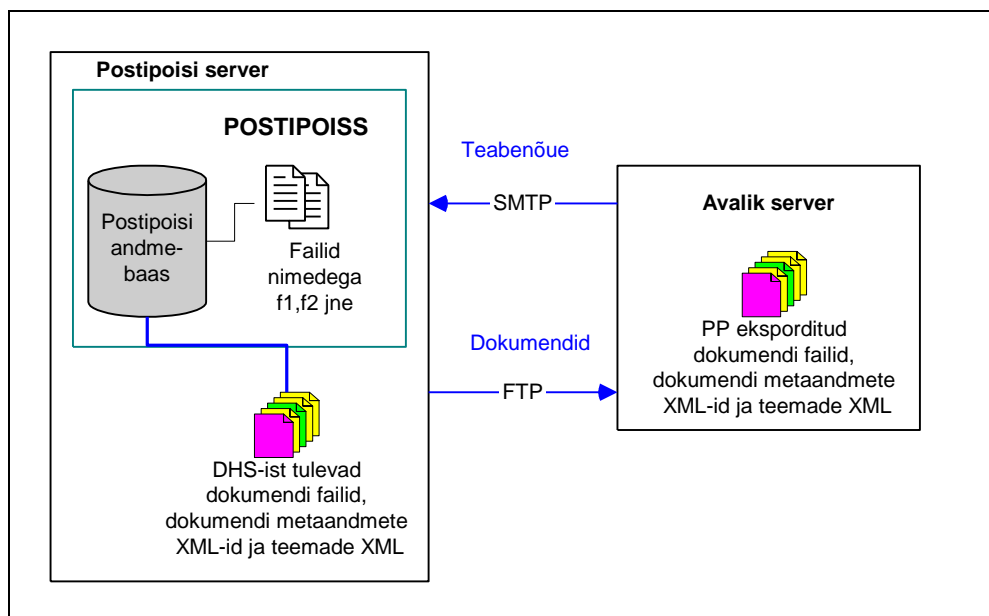 Postipoisi server
POSTIPOISS
Postipoisi
andme-
baas
Failid
nimedega
f1,f2 jne
DHS-ist tulevad
dokumendi failid,
dokumendi metaandmete
XML-id ja teemade XML
Teabenõue
SMTP
Dokumendid
FTP
Avalik server
PP eksporditud
dokumendi failid,
dokumendi metaandmete
XML-id ja teemade XML